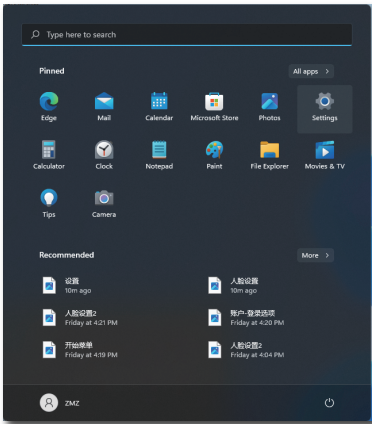 Type here to search
Pinned
All apps >
Edge Mail Calendar Microsoft Store Photos Settings
Calculator Clock Notepad Paint File Explorer Movies & TV
Tips Camera
Recommended
More >
设置 人脸设置
10m ago 10m ago
人脸设置2 账户-登录选项
Friday at 4:21 PM Friday at 4:20 PM
开始菜单 人脸设置2
Friday at 4:19 PM Friday at 4:04 PM
ZMZ